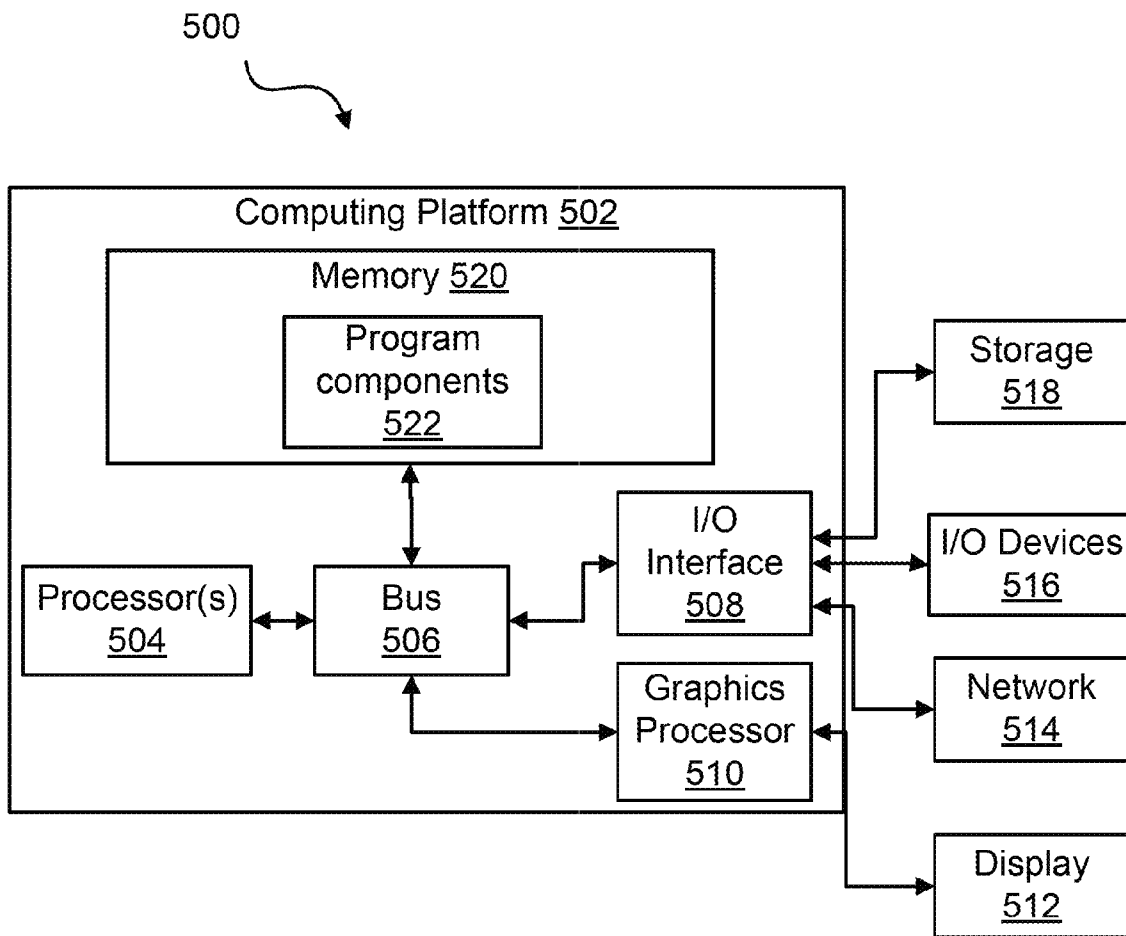 500
Computing Platform 502
Memory 520
Program
components
522
Storage
518
I/O
Interface
508
I/O Devices
516
Processor(s)
504
Bus
506
Graphics
Processor
510
Network
514
Display
512